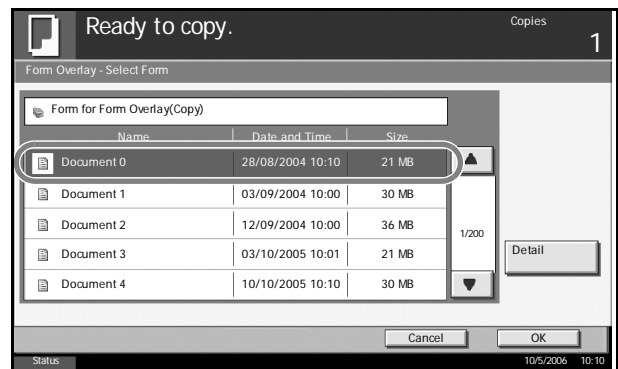 Ready to copy.
Copies
1
Form Overlay - Select Form
Form for Form Overlay(Copy)
Name Date and Time Size
Document 0 28/08/2004 10:10 21 MB
Document 1 03/09/2004 10:00 30 MB
Document 2 12/09/2004 10:00 36 MB
1/200
Document 3 03/10/2005 10:01 21 MB
Detail
Document 4 10/10/2005 10:10 30 MB
Cancel OK
Status 10/5/2006 10:10